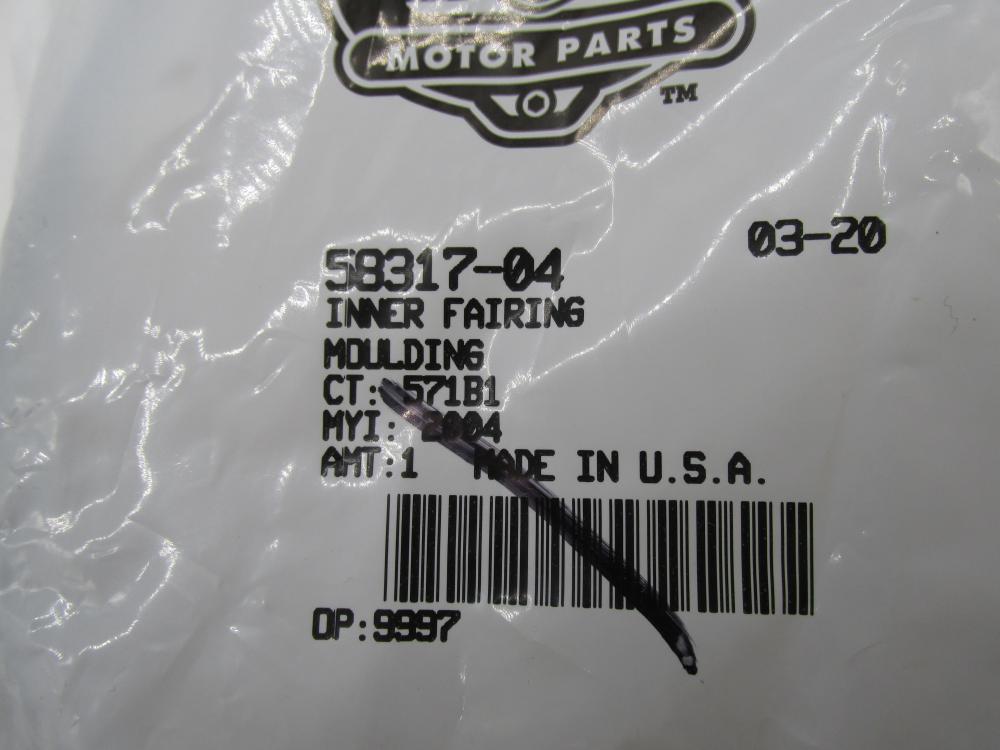 MOTOR PARTS
TM
03-20
58317-04
INNER FAIRING
MOULDING
CT: 571B1
MYI: 2004
AMT:1 MADE IN U.S.A.
OP:9997